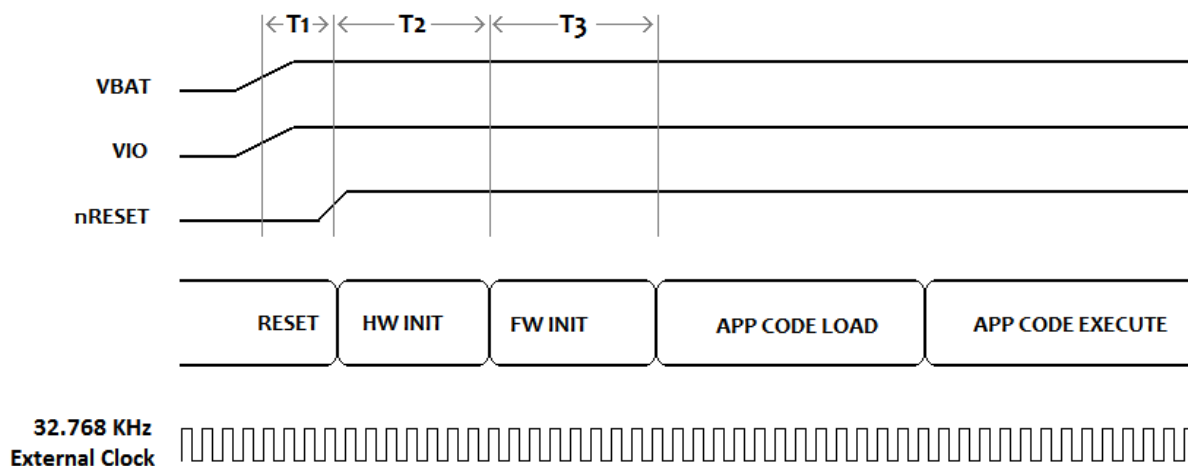 T1 T2 T3
VBAT
VIO
nRESET
RESET HW INIT FW INIT APP CODE LOAD APP CODE EXECUTE
32.768 KHz
External Clock